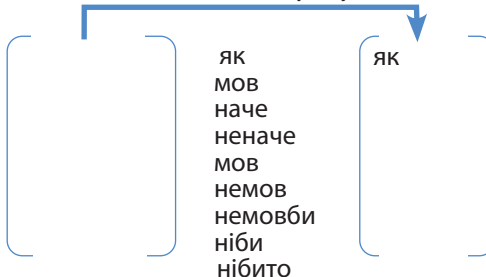 як як
мов
наче
неначе
мов
немов
немовби
ніби
нібито